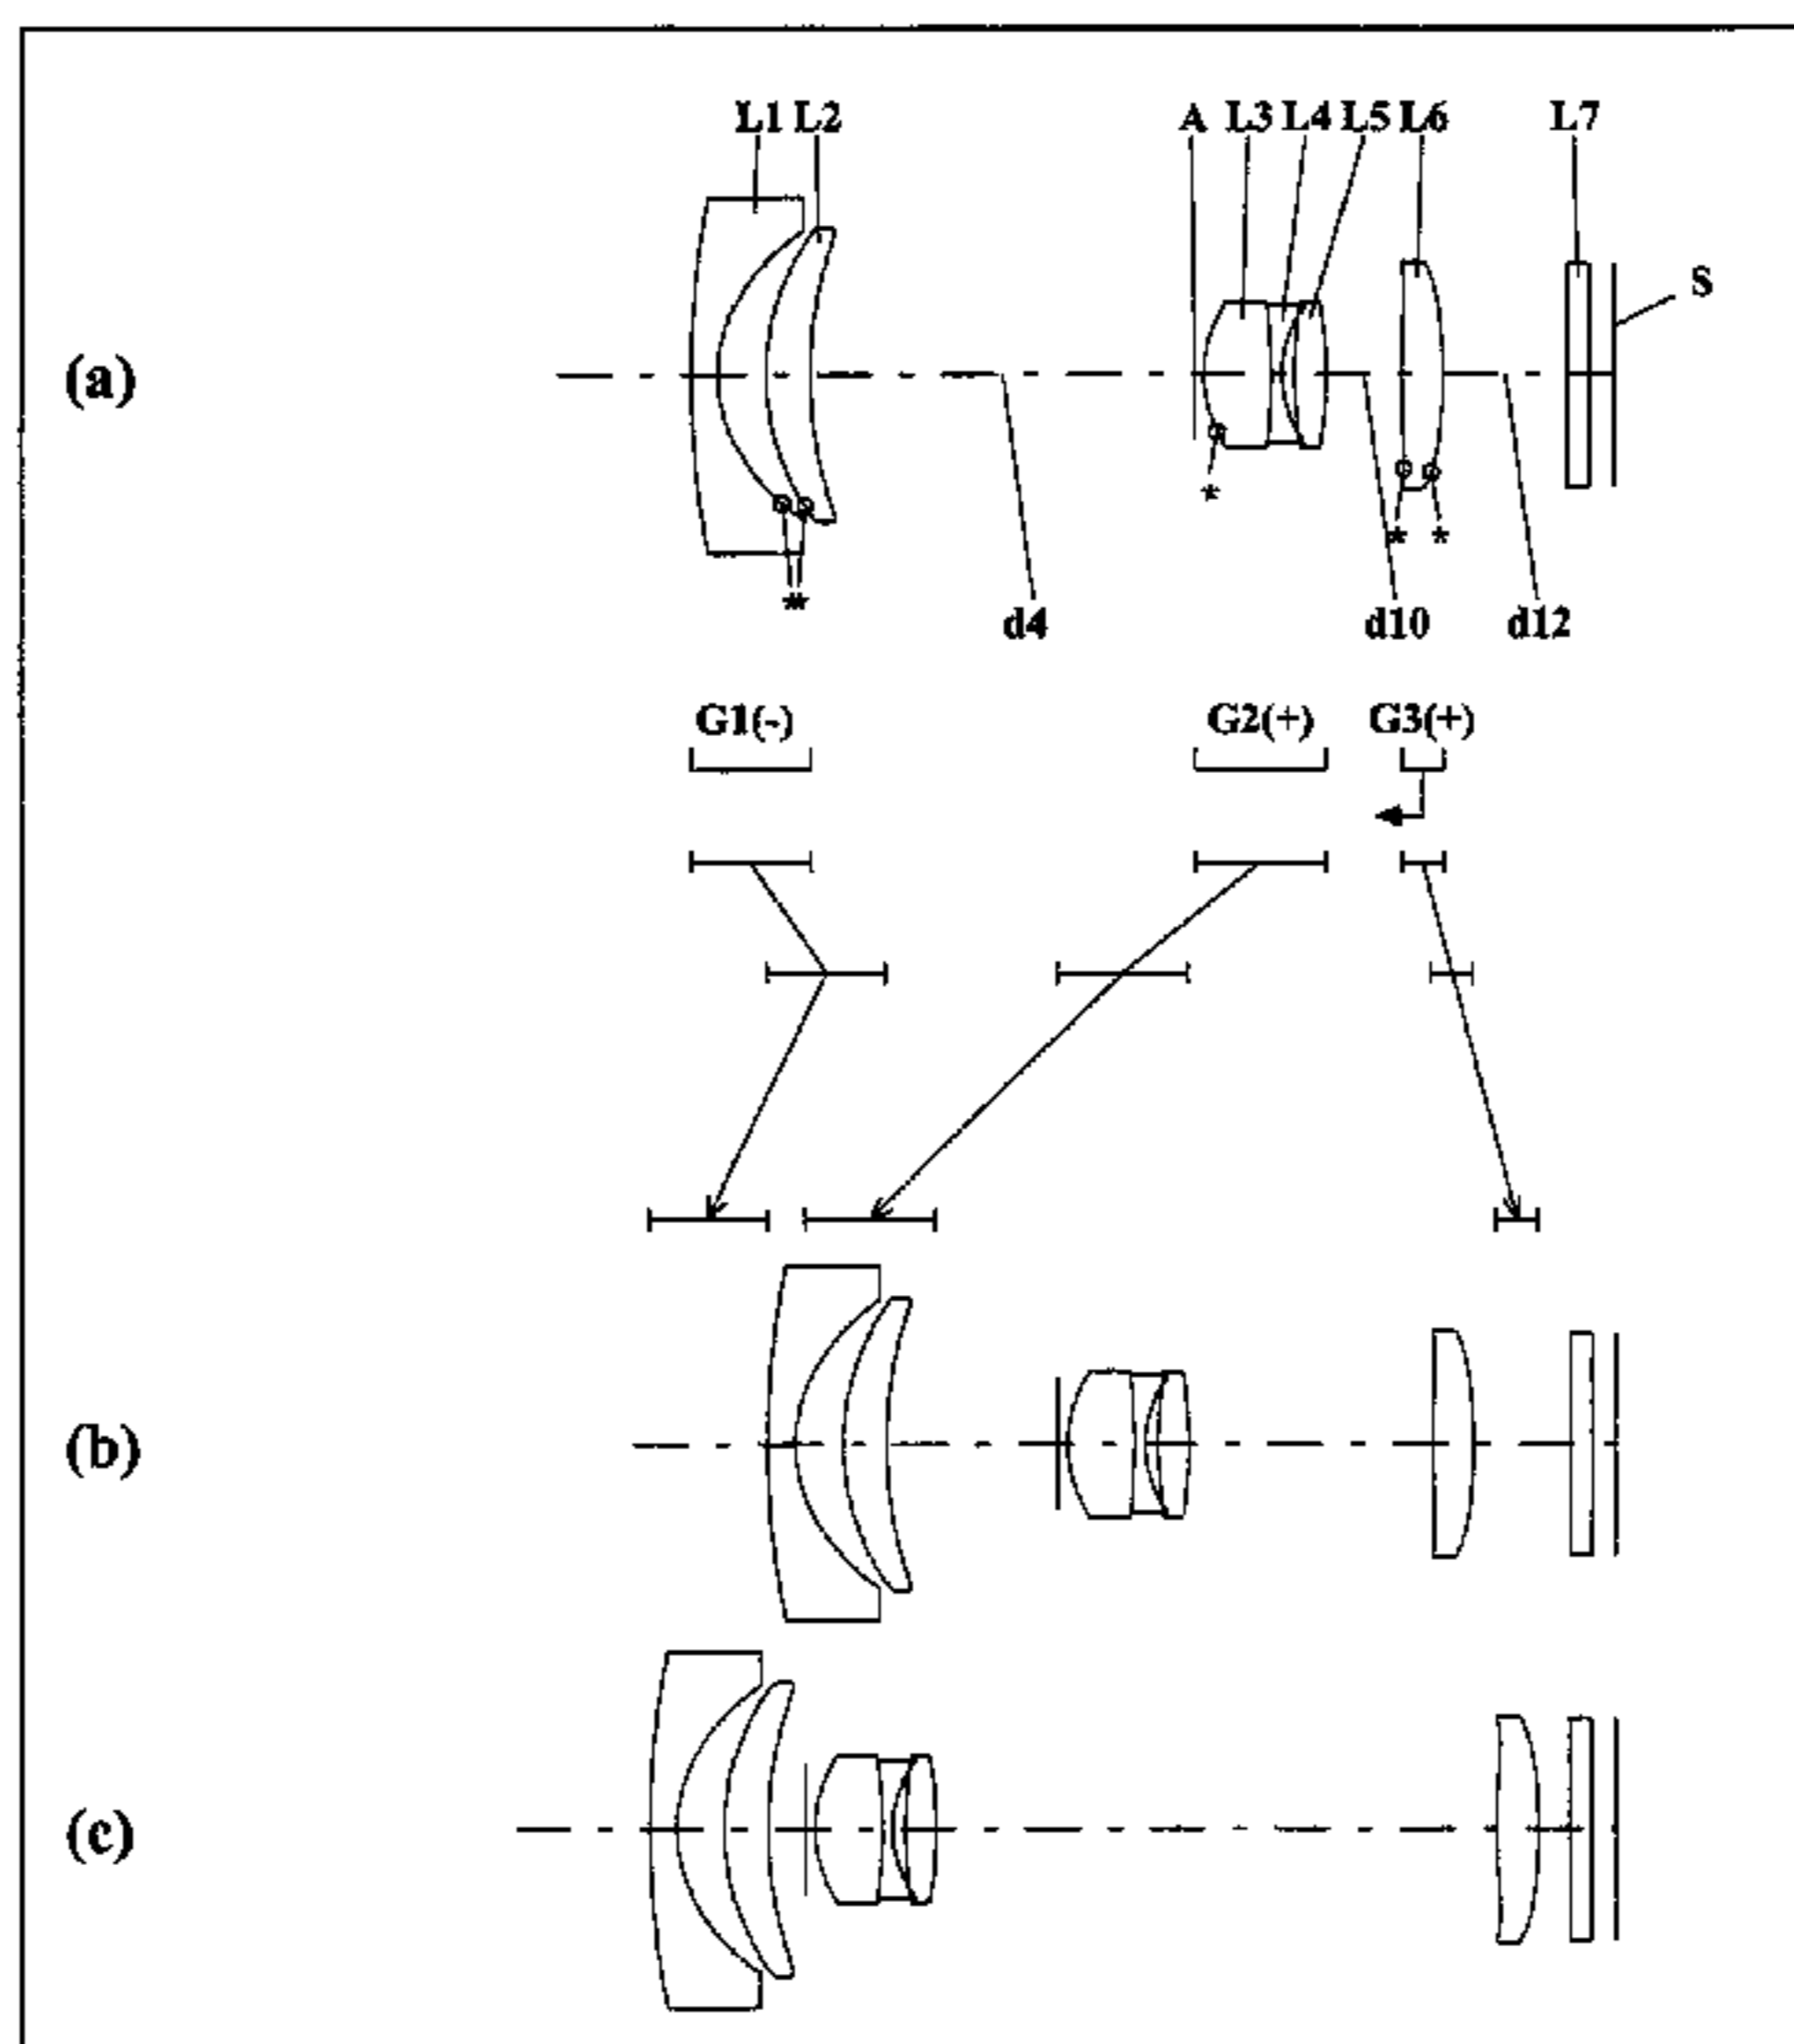 L1 L2 A L3 L4 L5 L6 L7
S
(a)
*
* *
**
d4 d10 d12
G1(-) G2(+) G3(+)
(b)
(c)